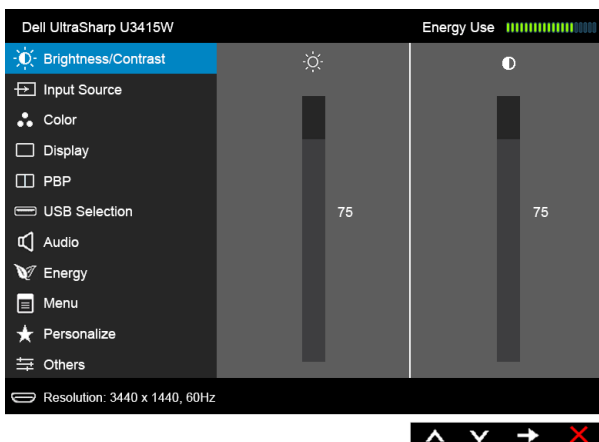 Dell UltraSharp U3415W
Energy Use
Brightness/Contrast
Input Source
Color
Display
PBP
USB Selection
75
75
Audio
Energy
Menu
Personalize
Others
Resolution: 3440 x 1440, 60Hz